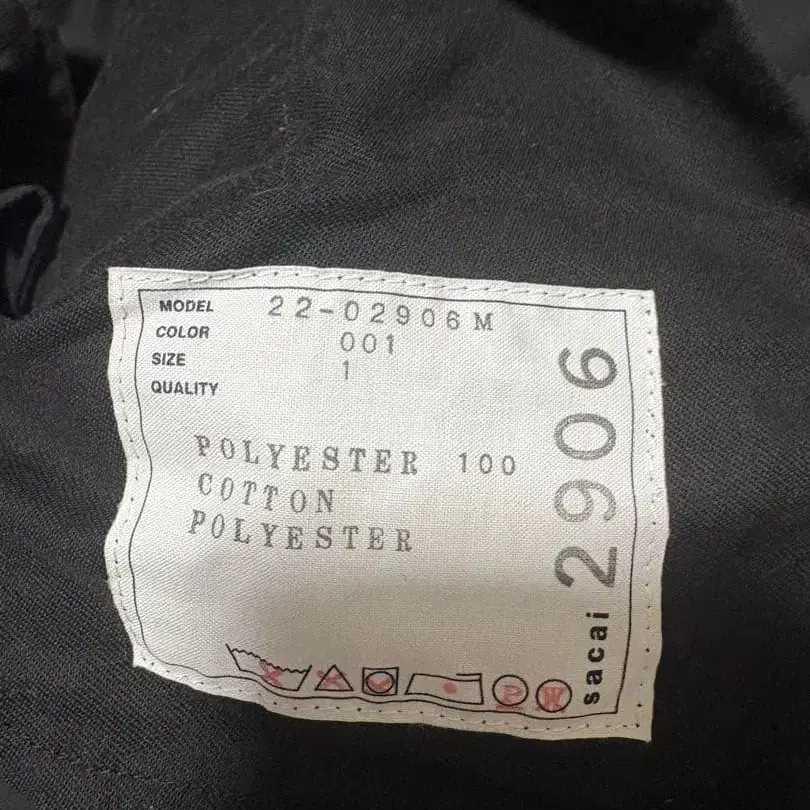 MODEL 22-02906M
COLOR 001
SIZE 1
QUALITY
POLYESTER 100
COTTON
POLYESTER
P W
sacai 2906